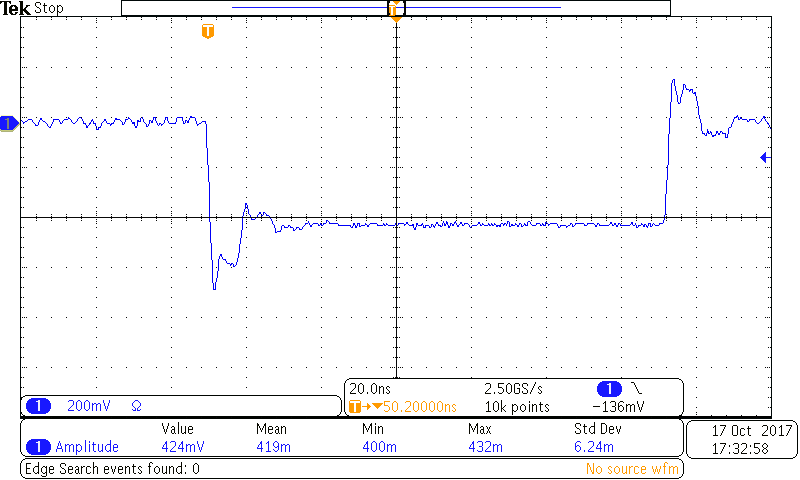 Tek Stop
T
T
1
20.0ns 2.50GS/s 1
1 200mV Ω T 50.20000ns 10k points −136mV
Value Mean Min Max Std Dev
1 Amplitude 424mV 419m 400m 432m 6.24m
17 Oct 2017
17:32:58
Edge Search events found: 0 No source wfm